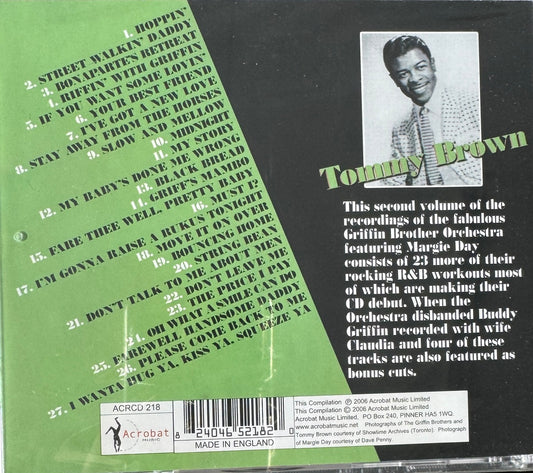 1. HOPPIN'
2. STREET WALKIN' DADDY
3. BONAPARTE'S RETREAT
4. RIFFIN' WITH GRIFFIN
5. IF YOU WANT SOME LOVIN'
6. YOUR BEST FRIEND
7. I'VE GOT A NEW LOVE
8. STAY AWAY FROM THE HORSES
9. SLOW AND MELLOW
10. MIDNIGHT
11. MY STORY
12. MY BABY'S DONE ME WRONG
13. BLACK BREAD
14. GRIFF'S MAMBO
15. FARE THEE WELL, PRETTY BABY
16. MUST I?
17. I'M GONNA RAISE A RUKUS TONIGHT
18. MOVE IT ON OVER
19. BOUNCING HOME
20. STRING BEAN
21. DON'T TALK TO ME ABOUT MEN
22. DON'T LEAVE ME
23. THE PRICE I PAY
24. OH WHAT A SMILE CAN DO
25. FAREWELL HANDSOME DADDY
26. PLEASE COME BACK TO ME
27. I WANTA HUG YA, KISS YA, SQUEEZE YA
Tommy Brown
This second volume of the
recordings of the fabulous
Griffin Brother Orchestra
featuring Margie Day
consists of 23 more of their
rocking R&B workouts most
of which are making their
CD debut. When the
Orchestra disbanded Buddy
Griffin recorded with wife
Claudia and four of these
tracks are also featured as
bonus cuts.
ACRCD 218
Acrobat
MUSIC
8 24046 52182 0
MADE IN ENGLAND
This Compilation Ⓟ 2006 Acrobat Music Limited
This Compilation © 2006 Acrobat Music Limited
Acrobat Music Limited, PO Box 240, PINNER HA5 1WQ.
www.acrobatmusic.net Photographs of The Griffin Brothers and
Tommy Brown courtesy of Showtime Archives (Toronto) Photograph
of Margie Day courtesy of Dave Penny